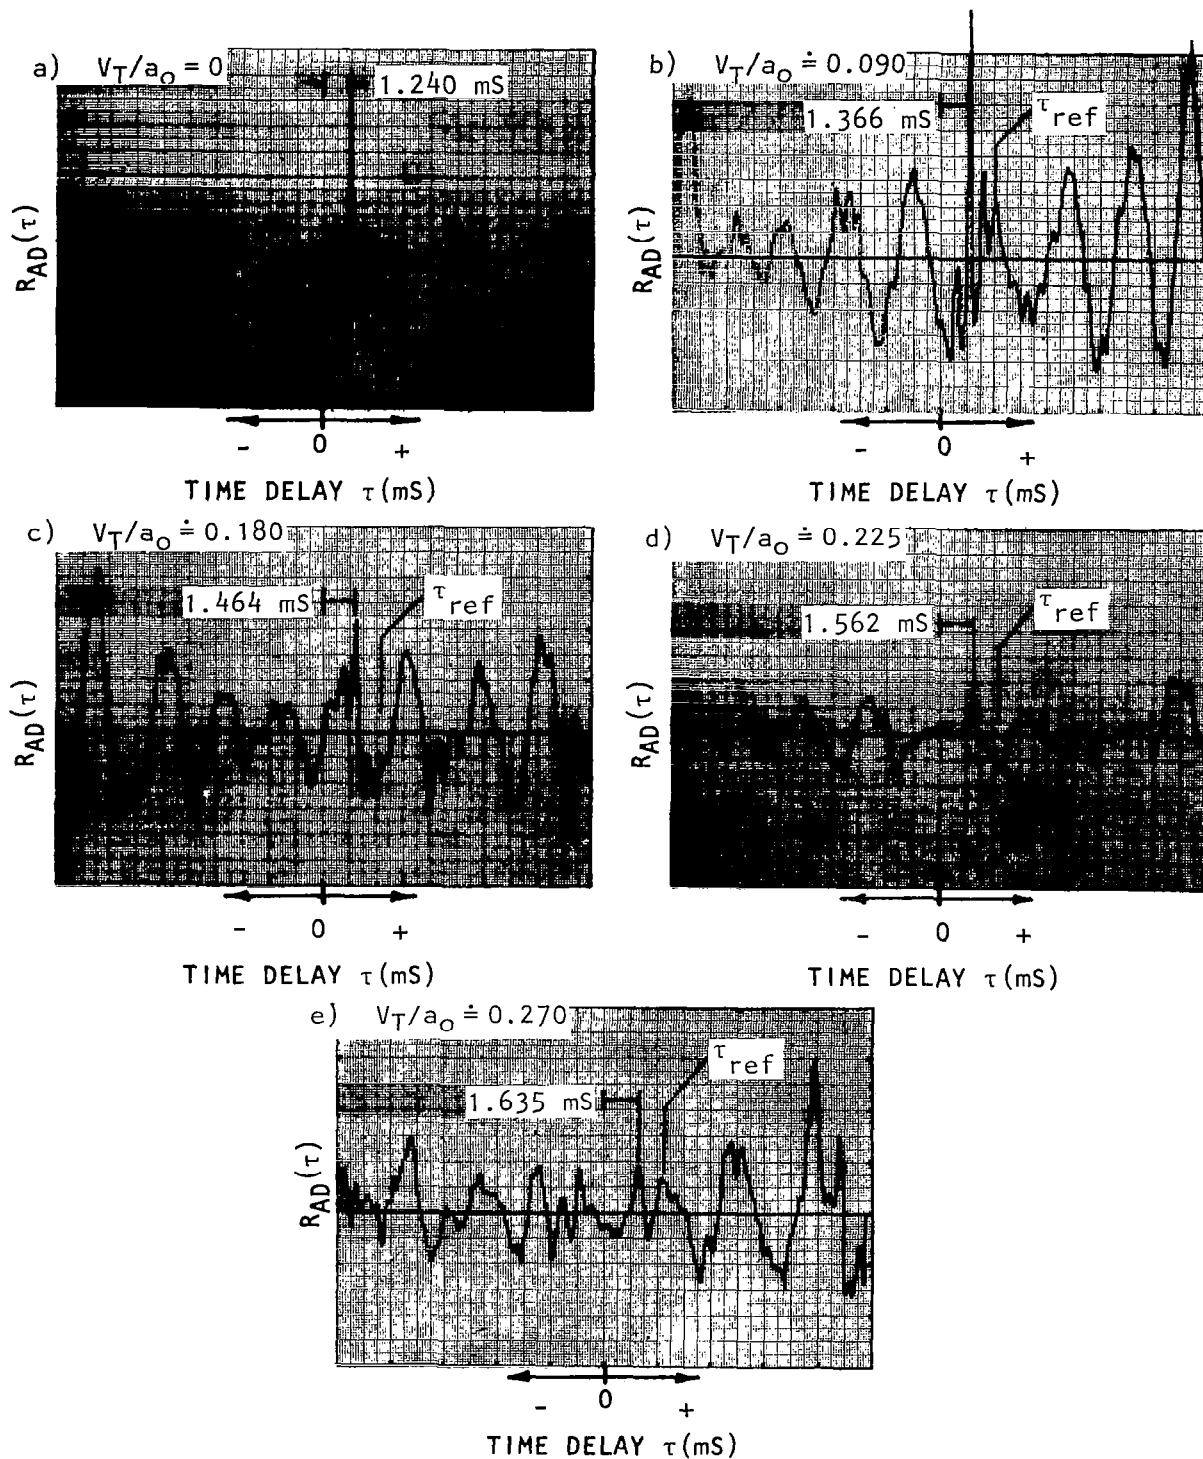 a) V_T/a_o = 0
1.240 mS
R_AD(τ)
- 0 +
TIME DELAY τ(mS)
b) V_T/a_o ≐ 0.090
1.366 mS
τ_ref
R_AD(τ)
- 0 +
TIME DELAY τ(mS)
c) V_T/a_o ≐ 0.180
1.464 mS
τ_ref
R_AD(τ)
- 0 +
TIME DELAY τ(mS)
d) V_T/a_o ≐ 0.225
1.562 mS
τ_ref
R_AD(τ)
- 0 +
TIME DELAY τ(mS)
e) V_T/a_o ≐ 0.270
1.635 mS
τ_ref
R_AD(τ)
- 0 +
TIME DELAY τ(mS)